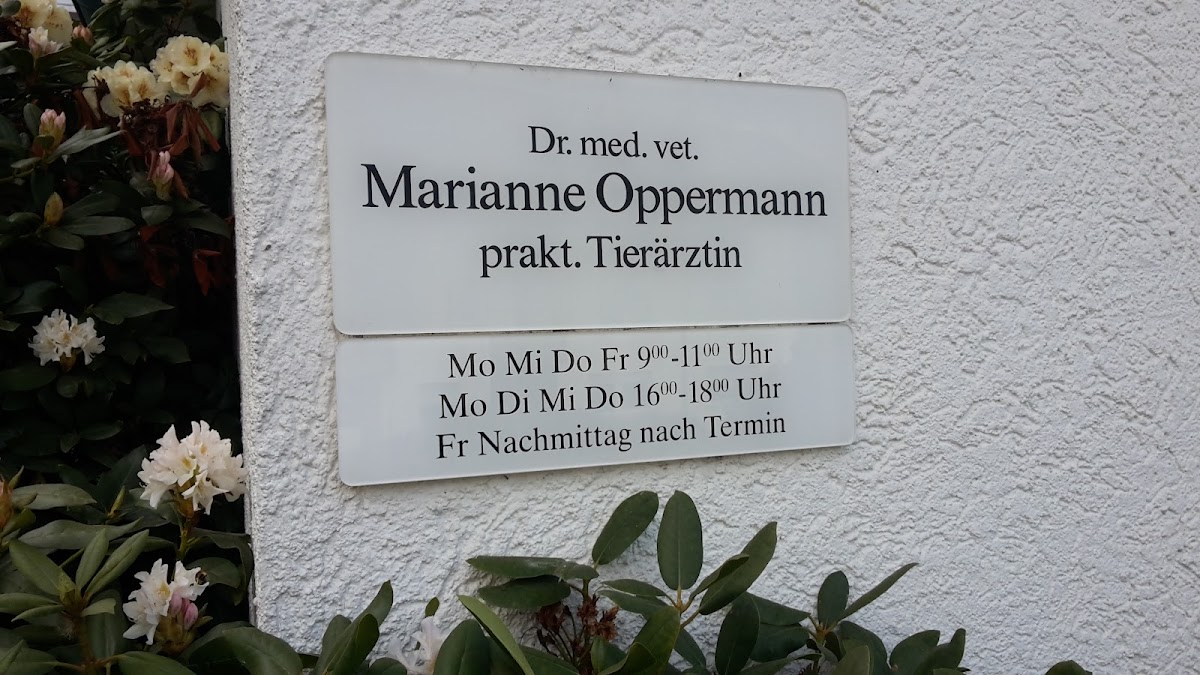 Dr. med. vet.
Marianne Oppermann
prakt. Tierärztin
Mo Mi Do Fr 9⁰⁰-11⁰⁰ Uhr
Mo Di Mi Do 16⁰⁰-18⁰⁰ Uhr
Fr Nachmittag nach Termin